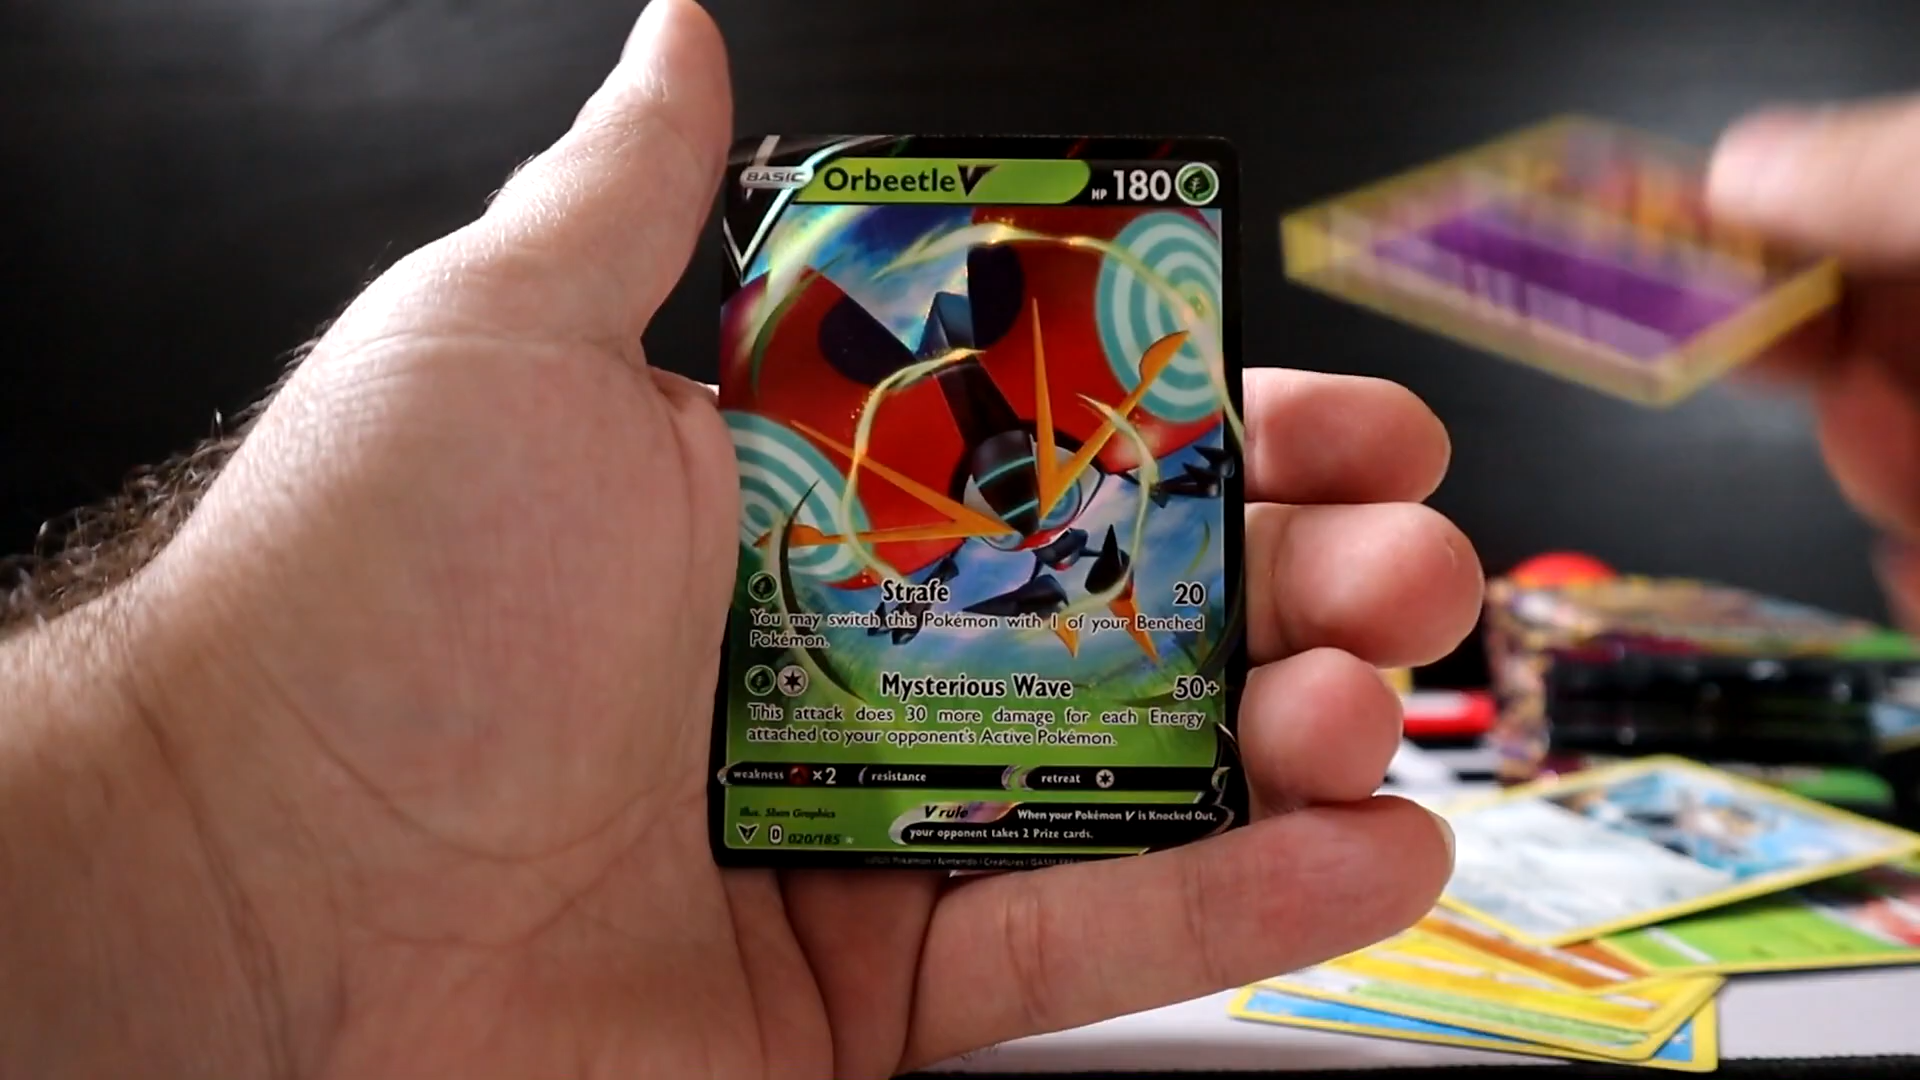 BASIC
Orbeetle V
HP 180
Strafe 20
You may switch this Pokémon with 1 of your Benched
Pokémon.
Mysterious Wave 50+
This attack does 30 more damage for each Energy
attached to your opponent's Active Pokémon.
weakness ×2 resistance retreat
Illus. 5ban Graphics
V rule When your Pokémon V is Knocked Out,
your opponent takes 2 Prize cards.
D 020/185